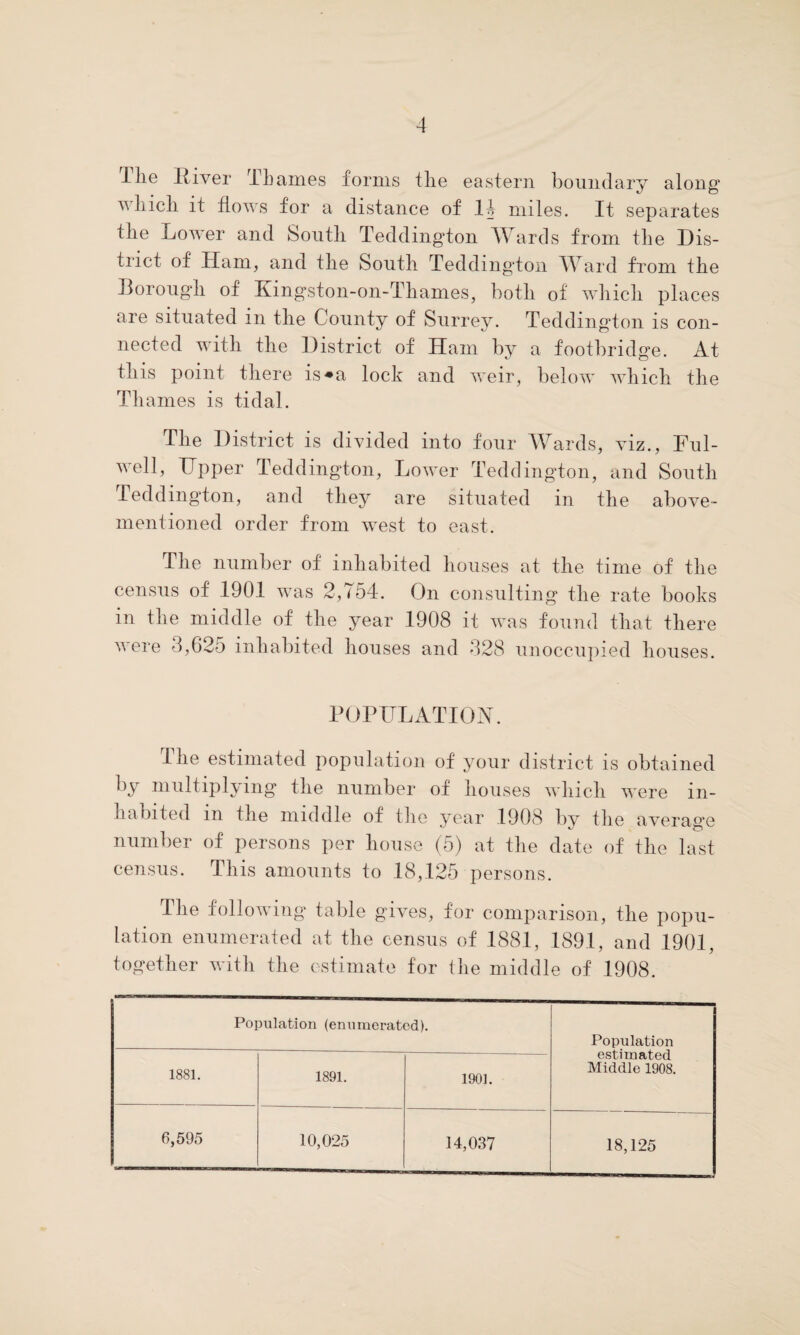 4
The River Thames forms the eastern boundary along
which it flows for a distance of 1½ miles. It separates
the Lower and South Teddington Wards from the Dis-
trict of Ham, and the South Teddington Ward from the
Borough of Kingston-on-Thames, both of which places
are situated in the County of Surrey. Teddington is con-
nected with the District of Ham by a footbridge. At
this point there is a lock and weir, below which the
Thames is tidal.
The District is divided into four Wards, viz., Ful-
well, Upper Teddington, Lower Teddington, and South
Teddington, and they are situated in the above-
mentioned order from west to east.
The number of inhabited houses at the time of the
census of 1901 was 2,754. On consulting the rate books
in the middle of the year 1908 it was found that there
were 3,625 inhabited houses and 328 unoccupied houses.
POPULATION.
The estimated population of your district is obtained
by multiplying the number of houses which were in-
habited in the middle of the year 1908 by the average
number of persons per house (5) at the date of the last
census. This amounts to 18,125 persons.
The following table gives, for comparison, the popu-
lation enumerated at the census of 1881, 1891, and 1901,
together with the estimate for the middle of 1908.
Population (enumerated).
Population
estimated
Middle 1908.
1881. 1891. 1901.
6,595 10,025 14,037 18,125